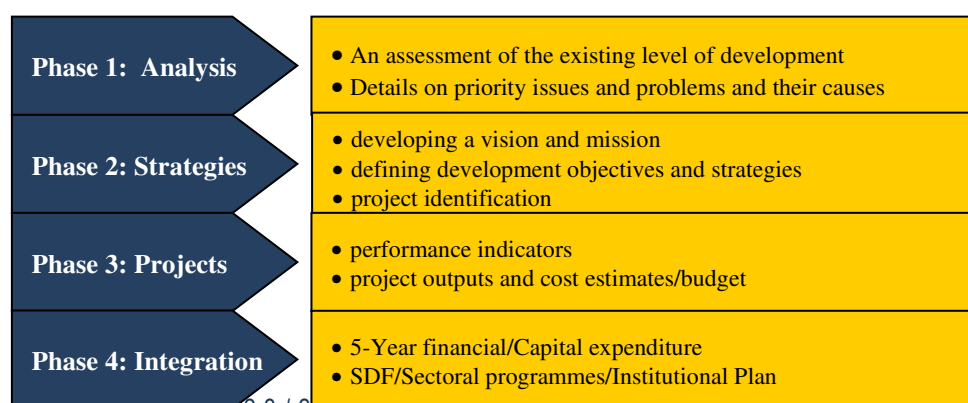 Phase 1: Analysis
• An assessment of the existing level of development
• Details on priority issues and problems and their causes
Phase 2: Strategies
• developing a vision and mission
• defining development objectives and strategies
• project identification
Phase 3: Projects
• performance indicators
• project outputs and cost estimates/budget
Phase 4: Integration
• 5-Year financial/Capital expenditure
• SDF/Sectoral programmes/Institutional Plan